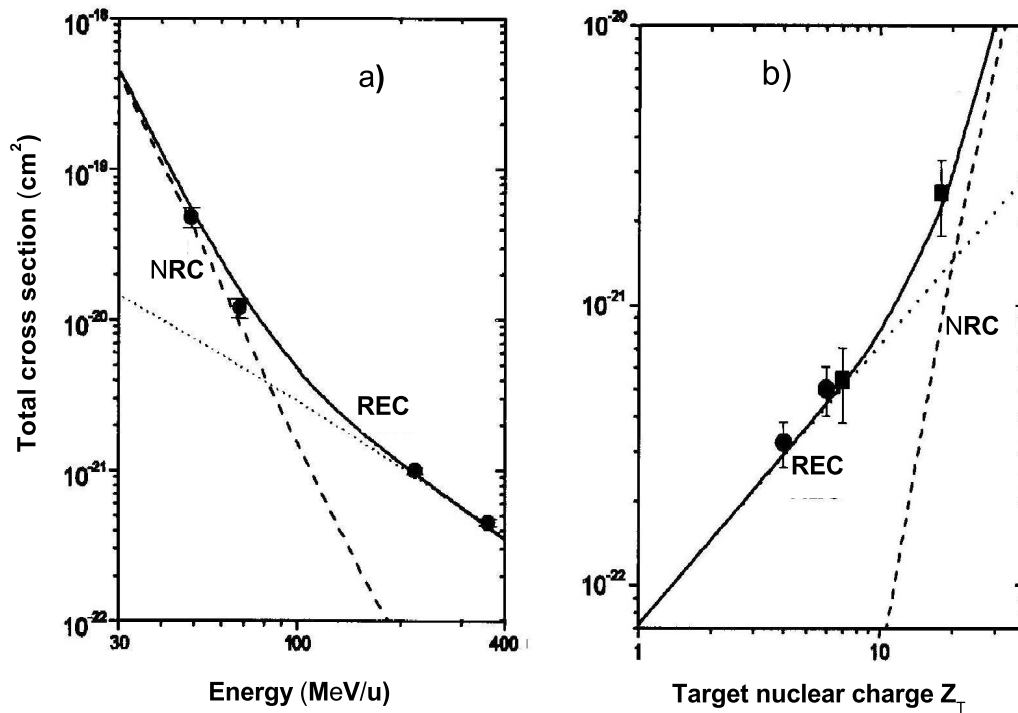 a)
10-18
10-19
10-20
10-21
10-22
30
100
400
NRC
REC
Total cross section (cm2)
Energy (MeV/u)
b)
10-20
10-21
10-22
1
10
REC
NRC
Target nuclear charge ZT